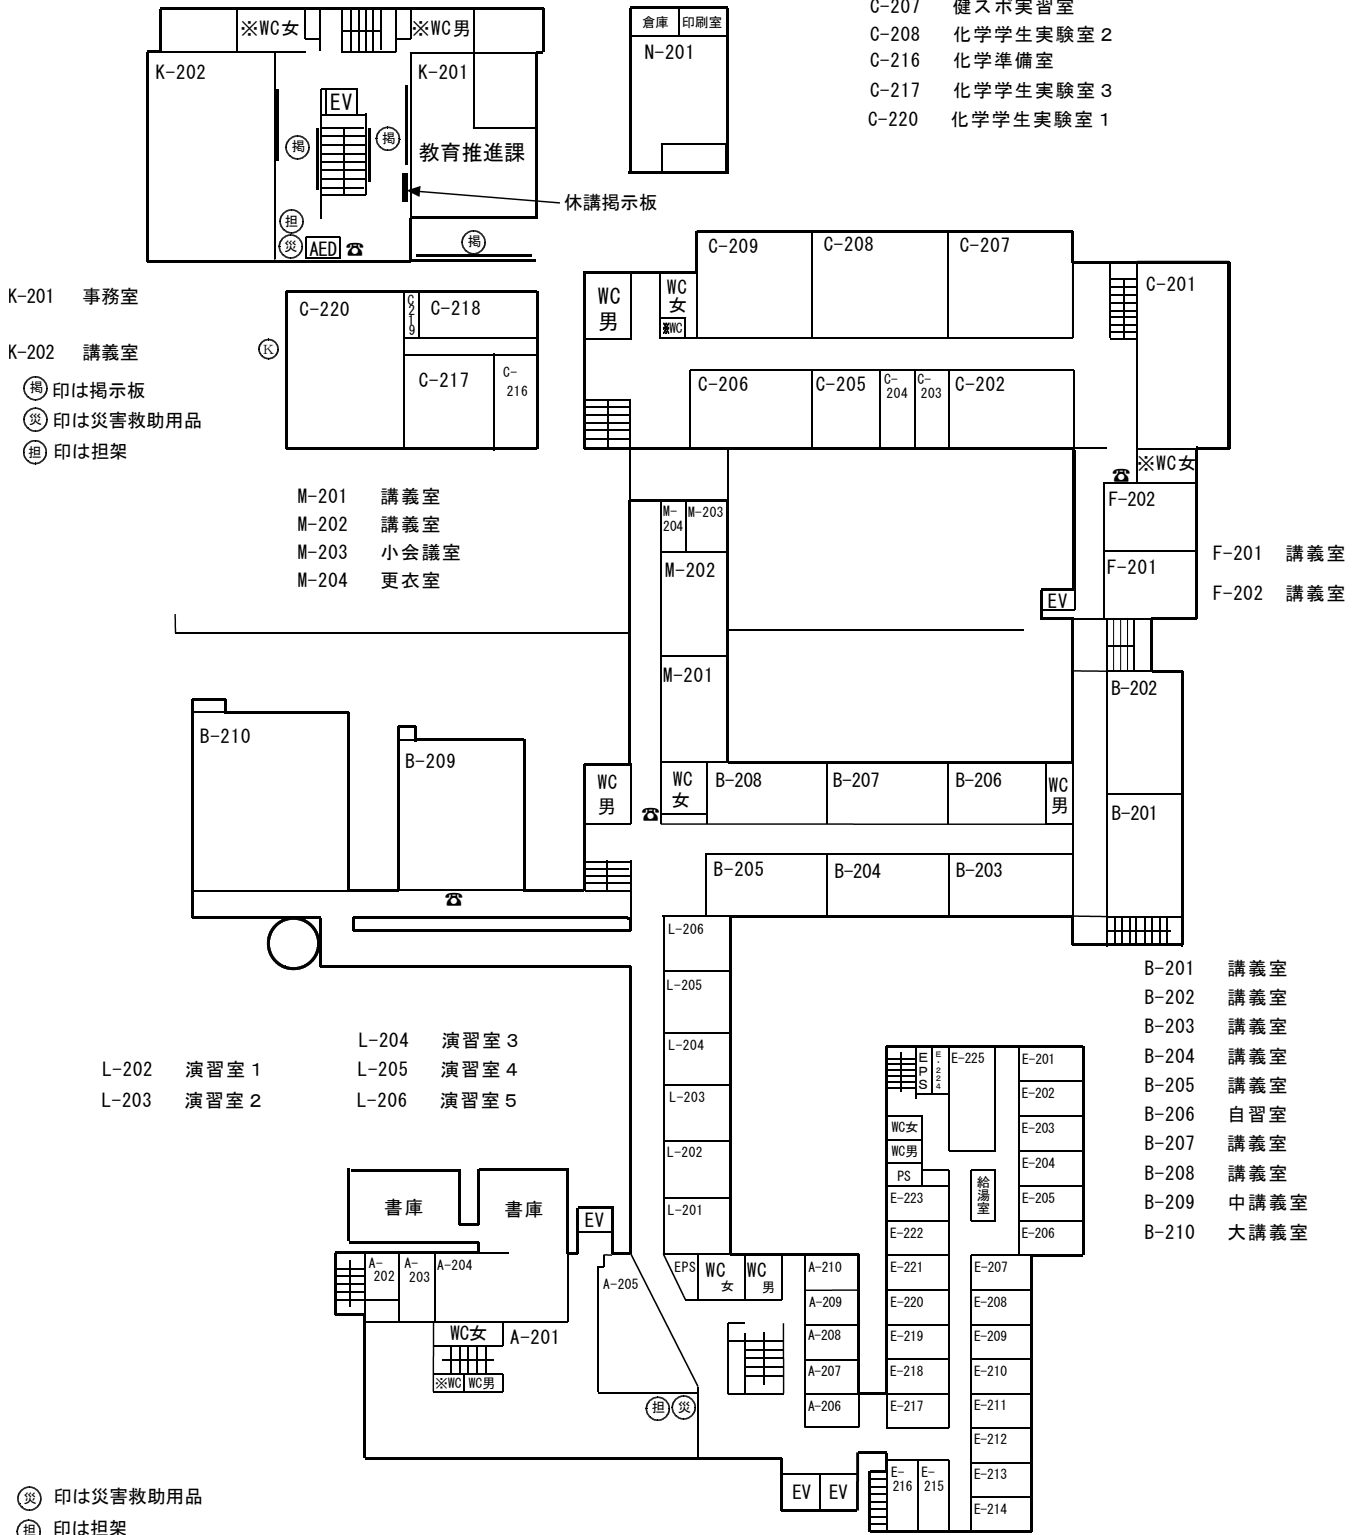 C-207 健スポ実習室
C-208 化学学生実験室２
C-216 化学準備室
C-217 化学学生実験室３
C-220 化学学生実験室１
※WC女
※WC男
K-202
K-201
EV
掲
掲
教育推進課
休講掲示板
担
災
AED
掲
倉庫
印刷室
N-201
K-201 事務室
K-202 講義室
掲 印は掲示板
災 印は災害救助用品
担 印は担架
K
C-220
C219
C-218
C-217
C-216
C-209
C-208
C-207
WC男
WC女
※WC
C-201
C-206
C-205
C-204
C-203
C-202
※WC女
F-202
F-201
EV
F-201 講義室
F-202 講義室
M-201 講義室
M-202 講義室
M-203 小会議室
M-204 更衣室
M-204
M-203
M-202
M-201
B-210
B-209
WC男
WC女
B-208
B-207
B-206
WC男
B-202
B-201
B-205
B-204
B-203
L-206
L-205
L-204
L-203
L-202
L-201
B-201 講義室
B-202 講義室
B-203 講義室
B-204 講義室
B-205 講義室
B-206 自習室
B-207 講義室
B-208 講義室
B-209 中講義室
B-210 大講義室
L-202 演習室１
L-203 演習室２
L-204 演習室３
L-205 演習室４
L-206 演習室５
書庫
書庫
EV
A-202
A-203
A-204
A-205
WC女
A-201
※WC
WC男
担
災
EPS
WC女
WC男
A-210
A-209
A-208
A-207
A-206
EV
EV
EPS
E-224
E-225
WC女
WC男
PS
給湯室
E-201
E-202
E-203
E-204
E-205
E-206
E-223
E-222
E-221
E-220
E-219
E-218
E-217
E-207
E-208
E-209
E-210
E-211
E-212
E-213
E-214
E-216
E-215
災 印は災害救助用品
担 印は担架